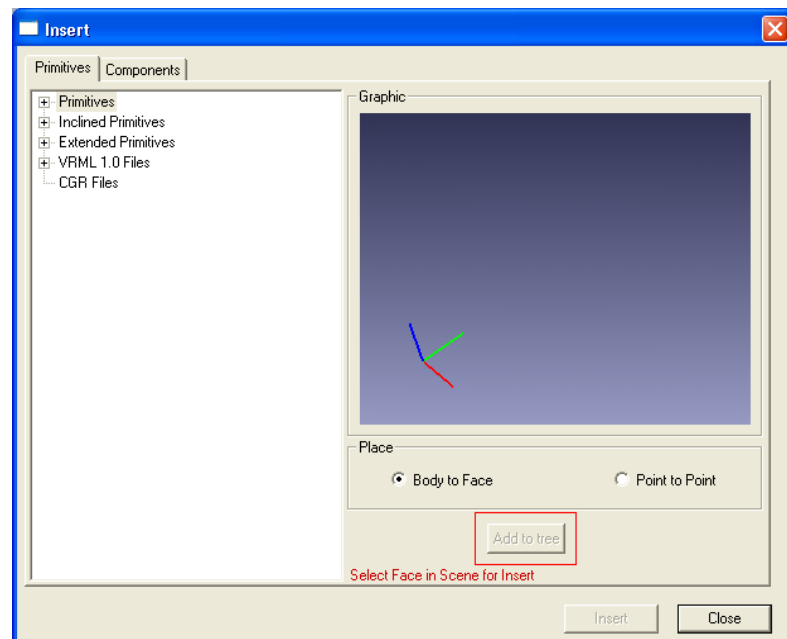 Insert
Primitives Components
Primitives
Inclined Primitives
Extended Primitives
VRML 1.0 Files
CGR Files
Graphic
Place
Body to Face Point to Point
Add to tree
Select Face in Scene for Insert
Insert Close